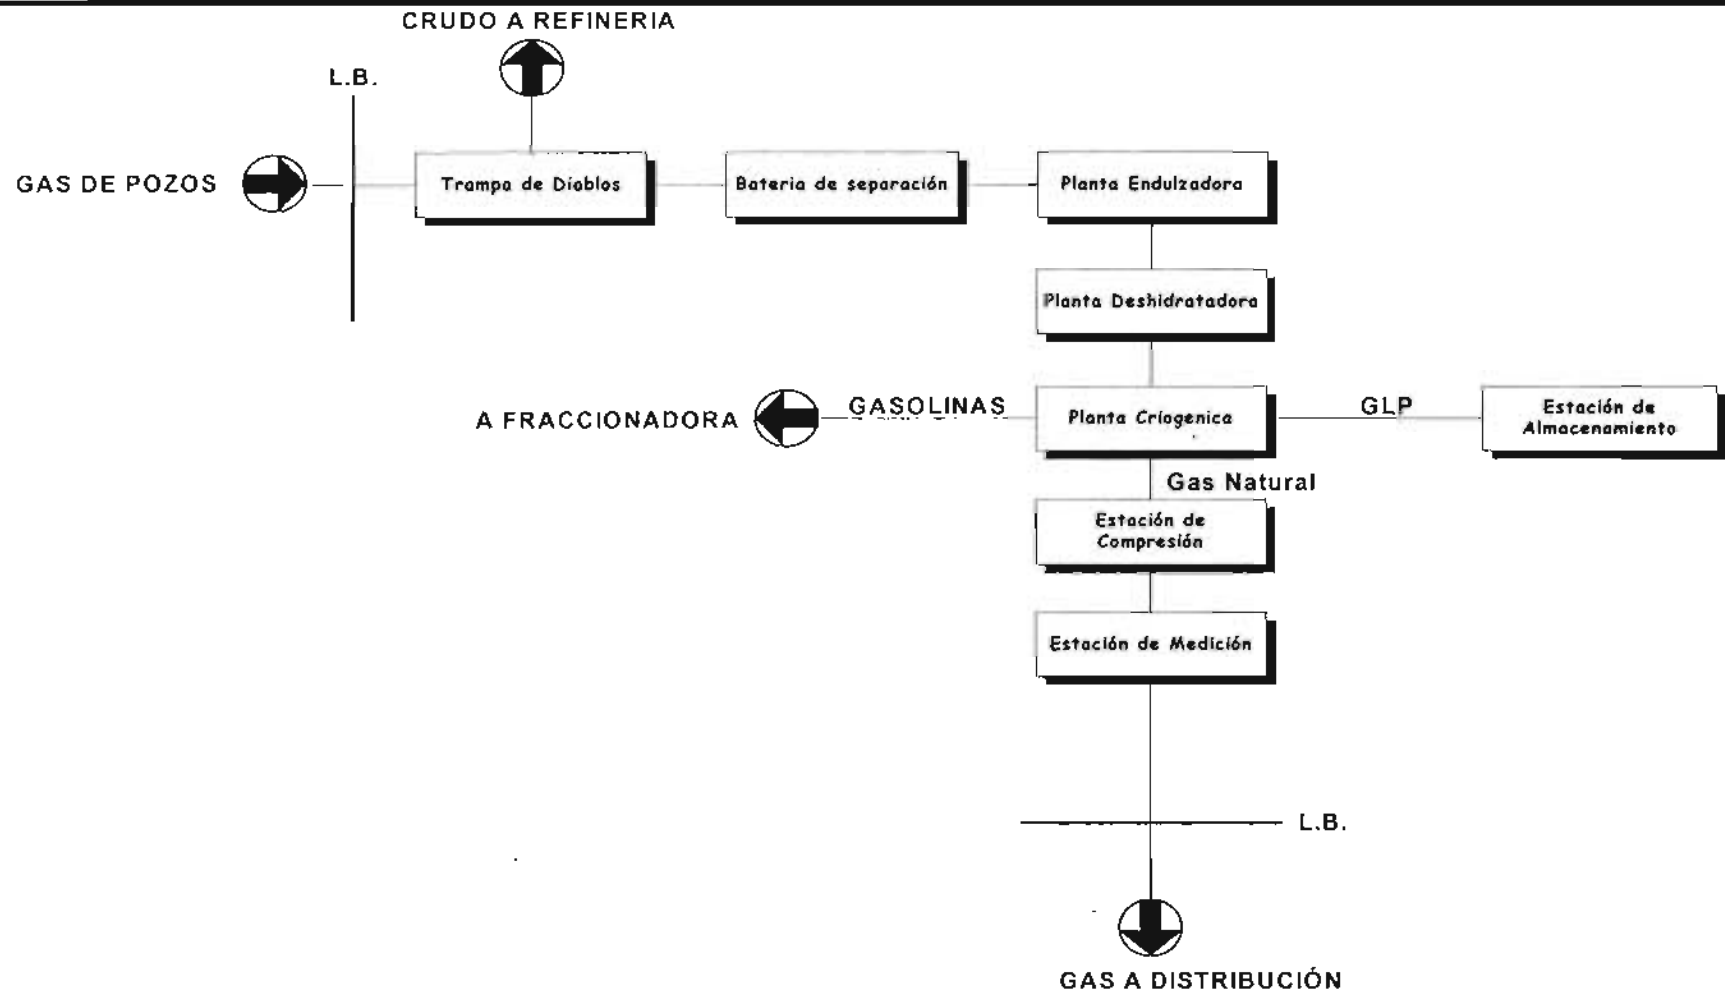 CRUDO A REFINERIA
L.B.
GAS DE POZOS
Trampa de Diablos
Bateria de separación
Planta Endulzadora
Planta Deshidratadora
A FRACCIONADORA
GASOLINAS
Planta Criogenica
GLP
Estación de
Almacenamiento
Gas Natural
Estación de
Compresión
Estación de Medición
L.B.
GAS A DISTRIBUCIÓN